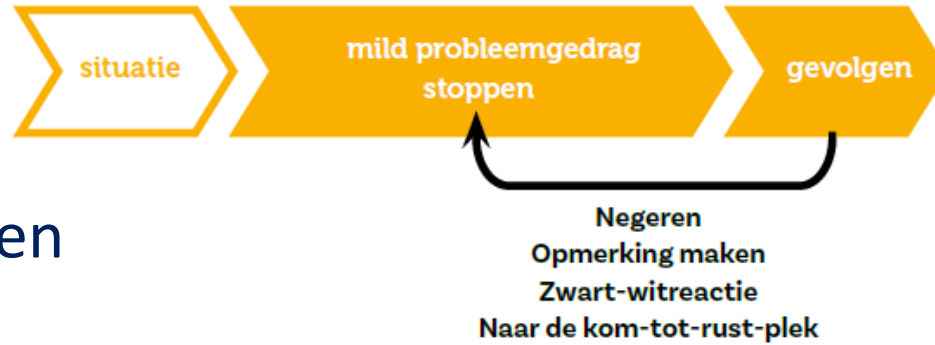 situatie
mild probleemgedrag
stoppen
gevolgen
en
Negeren
Opmerking maken
Zwart-witreactie
Naar de kom-tot-rust-plek